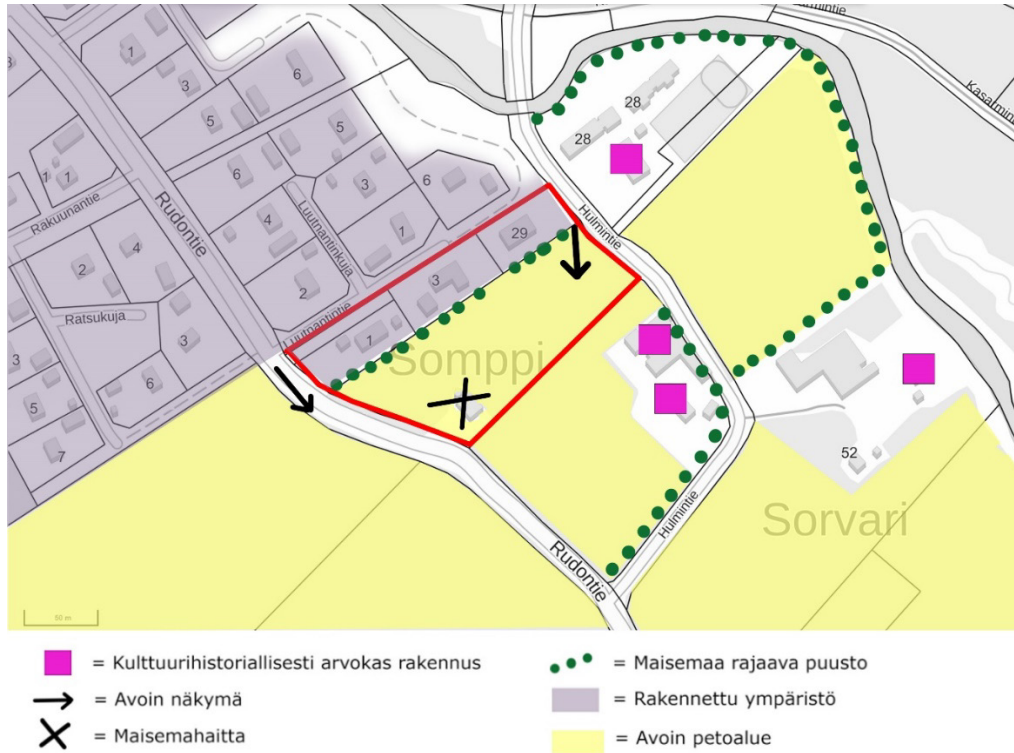 sarmintie
Kasarmint
1
6
3
28
5
5
28
1 1
6
3
6
Rakuunantie
Rudontie
Luutnantinkuja
Hulmintie
4
4
1
29
2
2
3
Ratsukuja
Luutnantintie
3
3
1
Somppi
6
5
52
7
Hulmintie
Sorvari
Rudontie
50 m
= Kulttuurihistoriallisesti arvokas rakennus
= Maisemaa rajaava puusto
= Avoin näkymä
= Rakennettu ympäristö
= Maisemahaitta
= Avoin petoalue